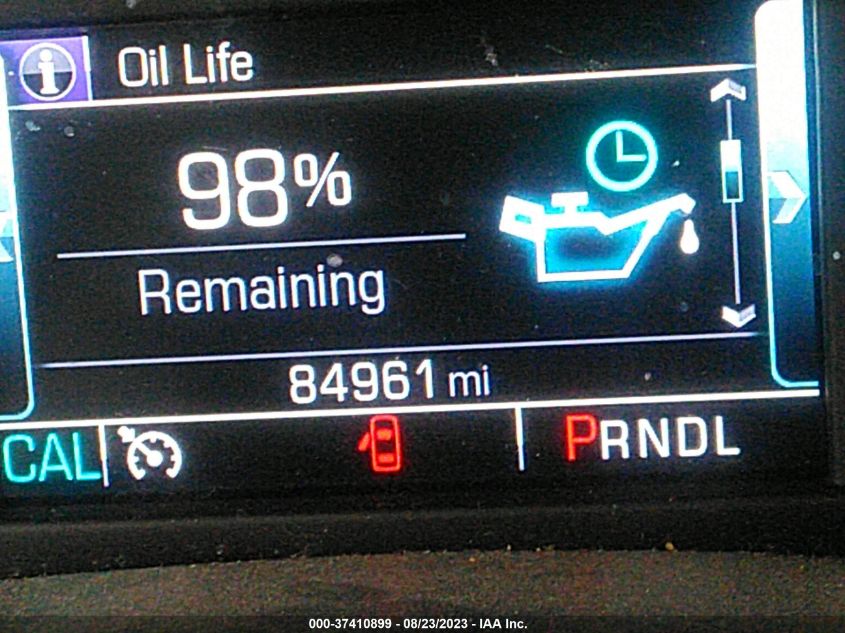 Oil Life
98%
Remaining
84961 mi
CAL
PRNDL
000-37410899 - 08/23/2023 - IAA Inc.